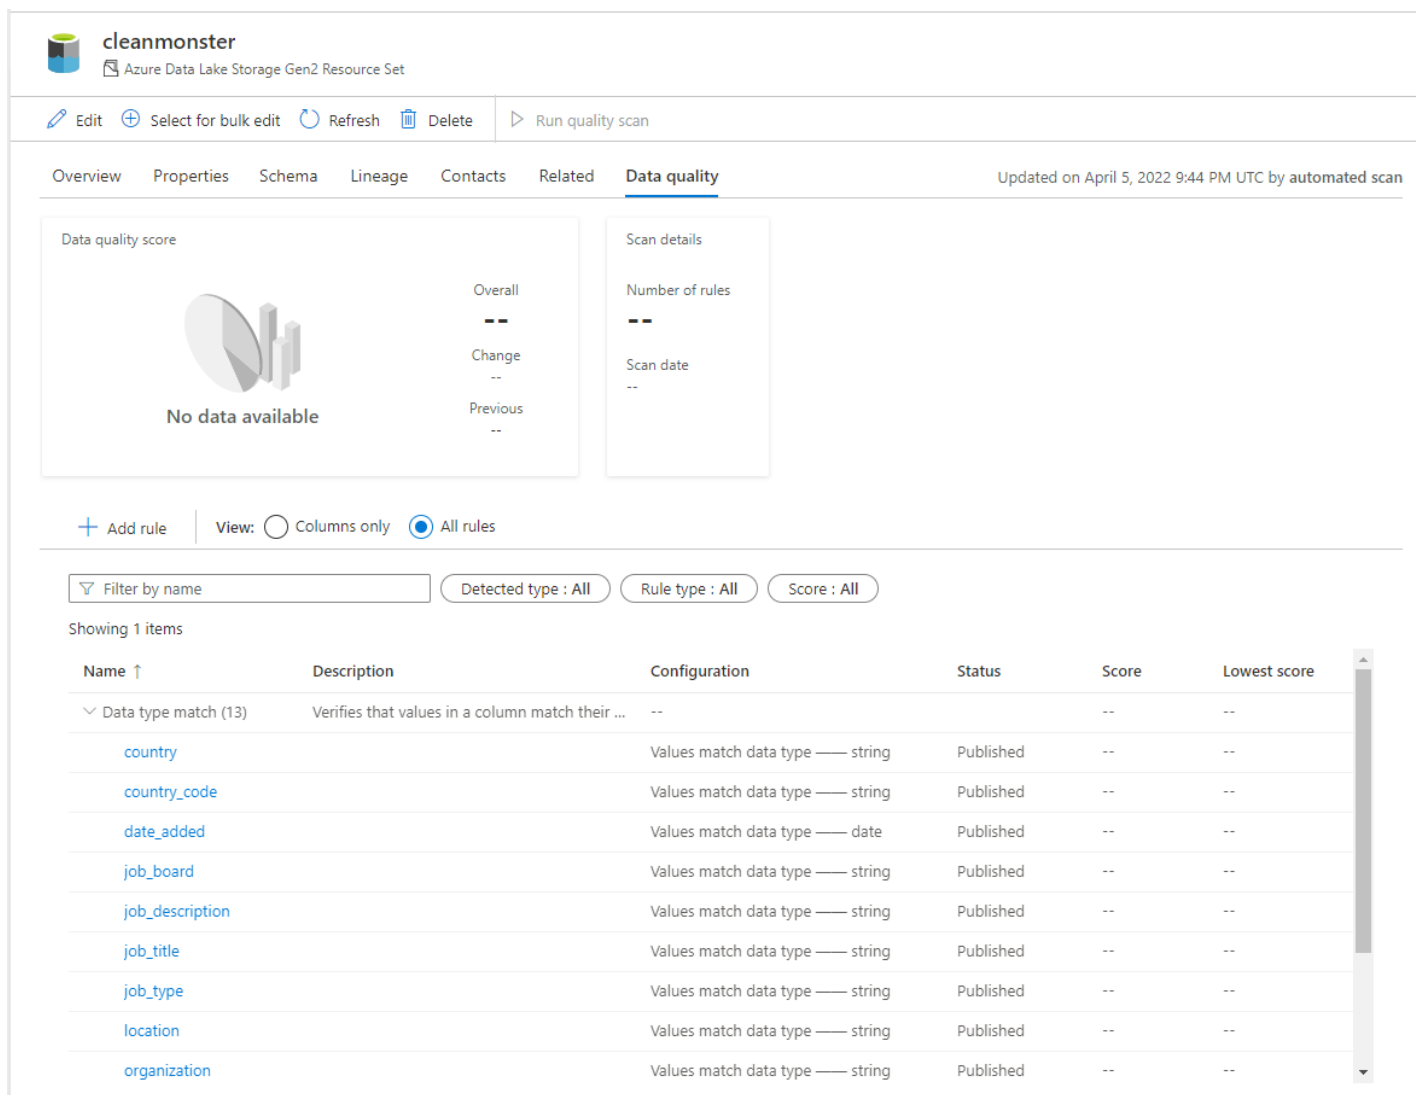 cleanmonster
Azure Data Lake Storage Gen2 Resource Set
Edit Select for bulk edit Refresh Delete Run quality scan
Overview Properties Schema Lineage Contacts Related Data quality Updated on April 5, 2022 9:44 PM UTC by automated scan
Data quality score
No data available
Overall
--
Change
--
Previous
--
Scan details
Number of rules
--
Scan date
--
+ Add rule View: Columns only All rules
Filter by name Detected type : All Rule type : All Score : All
Showing 1 items
Name ↑ Description Configuration Status Score Lowest score
Data type match (13) Verifies that values in a column match their ... -- -- --
country Values match data type —— string Published -- --
country_code Values match data type —— string Published -- --
date_added Values match data type —— date Published -- --
job_board Values match data type —— string Published -- --
job_description Values match data type —— string Published -- --
job_title Values match data type —— string Published -- --
job_type Values match data type —— string Published -- --
location Values match data type —— string Published -- --
organization Values match data type —— string Published -- --